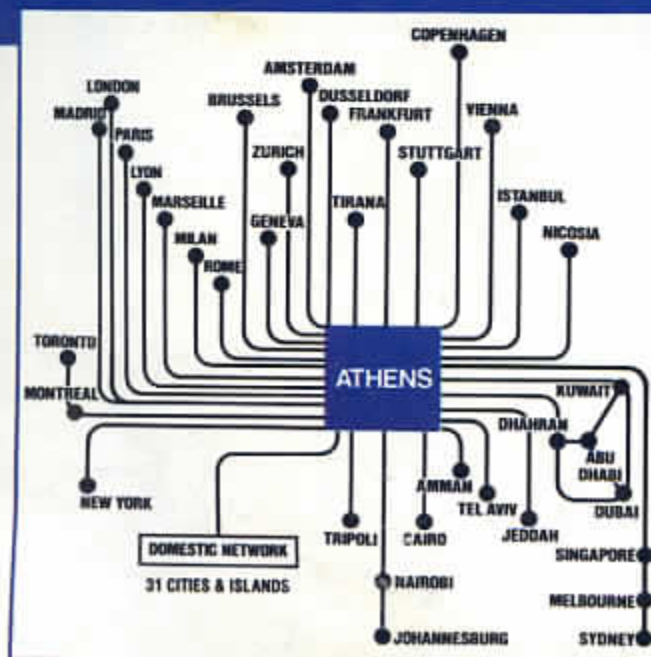 COPENHAGEN
AMSTERDAM
LONDON
BRUSSELS
DUSSELDORF
MADRID
FRANKFURT
VIENNA
PARIS
ZURICH
STUTTGART
LYON
MARSEILLE
TIRANA
ISTANBUL
GENEVA
MILAN
NICOSIA
ROME
TORONTO
ATHENS
MONTREAL
KUWAIT
DHAHRAN
ABU
DHABI
AMMAN
NEW YORK
TEL AVIV
DUBAI
TRIPOLI
CAIRO
JEDDAH
DOMESTIC NETWORK
SINGAPORE
31 CITIES & ISLANDS
NAIROBI
MELBOURNE
JOHANNESBURG
SYDNEY